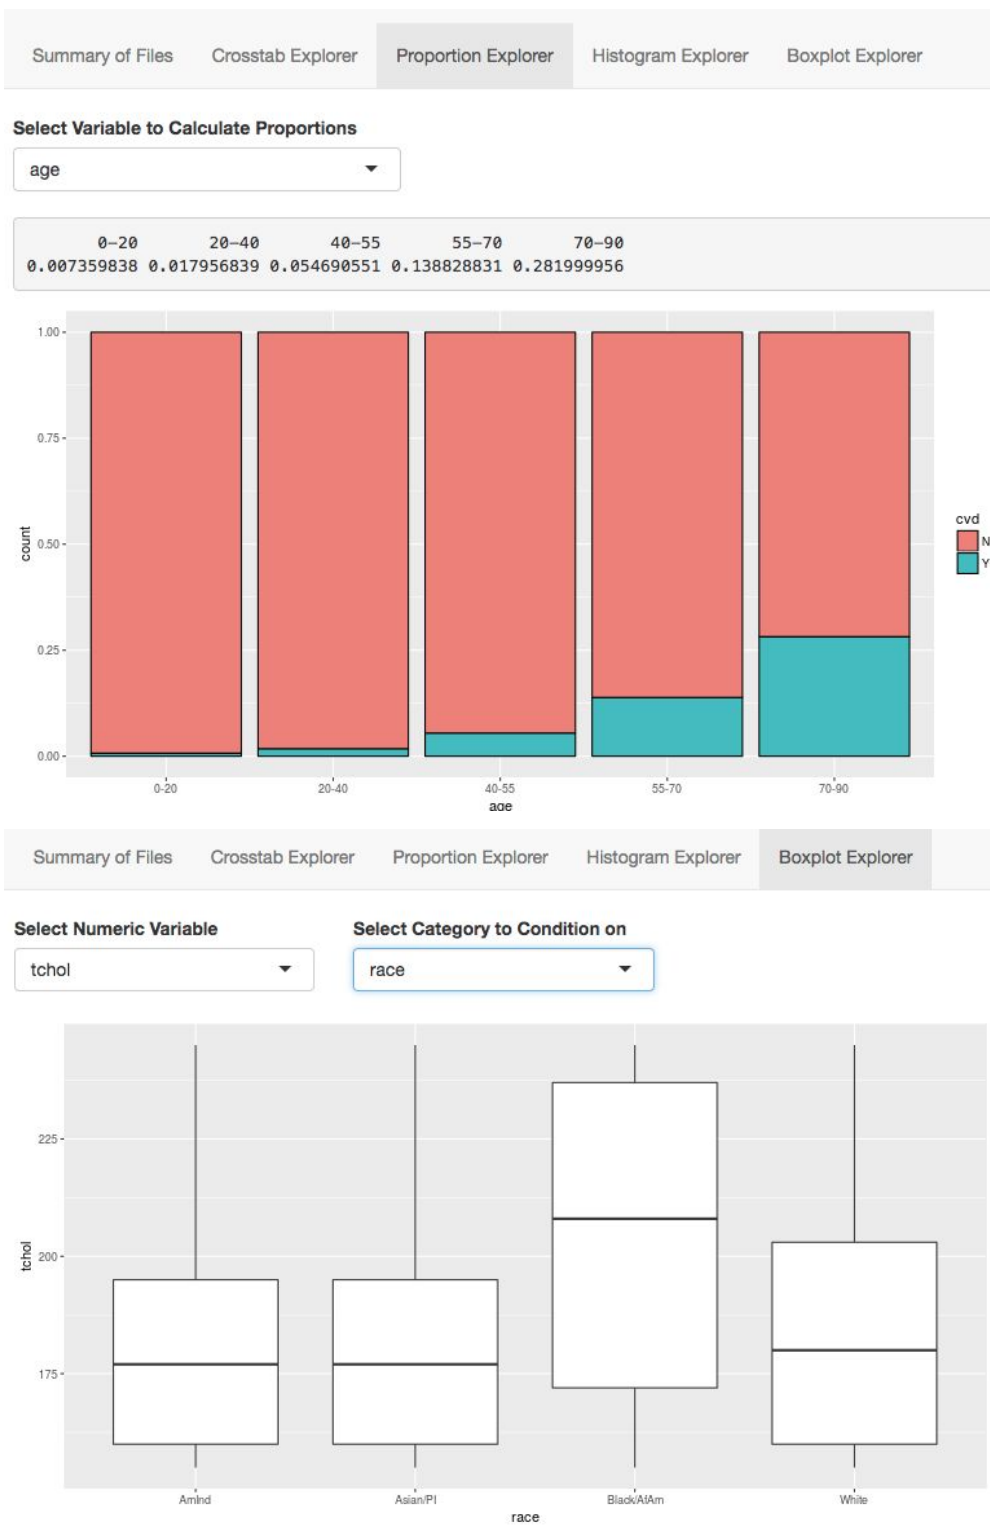 Summary of Files Crosstab Explorer Proportion Explorer Histogram Explorer Boxplot Explorer
Select Variable to Calculate Proportions
age
0-20 20-40 40-55 55-70 70-90
0.007359838 0.017956839 0.054690551 0.138828831 0.281999956
1.00
0.75
0.50
0.25
0.00
count
cvd
N
Y
0-20 20-40 40-55 55-70 70-90
age
Summary of Files Crosstab Explorer Proportion Explorer Histogram Explorer Boxplot Explorer
Select Numeric Variable Select Category to Condition on
tchol race
225
200
175
tchol
AmInd Asian/PI Black/AfAm White
race